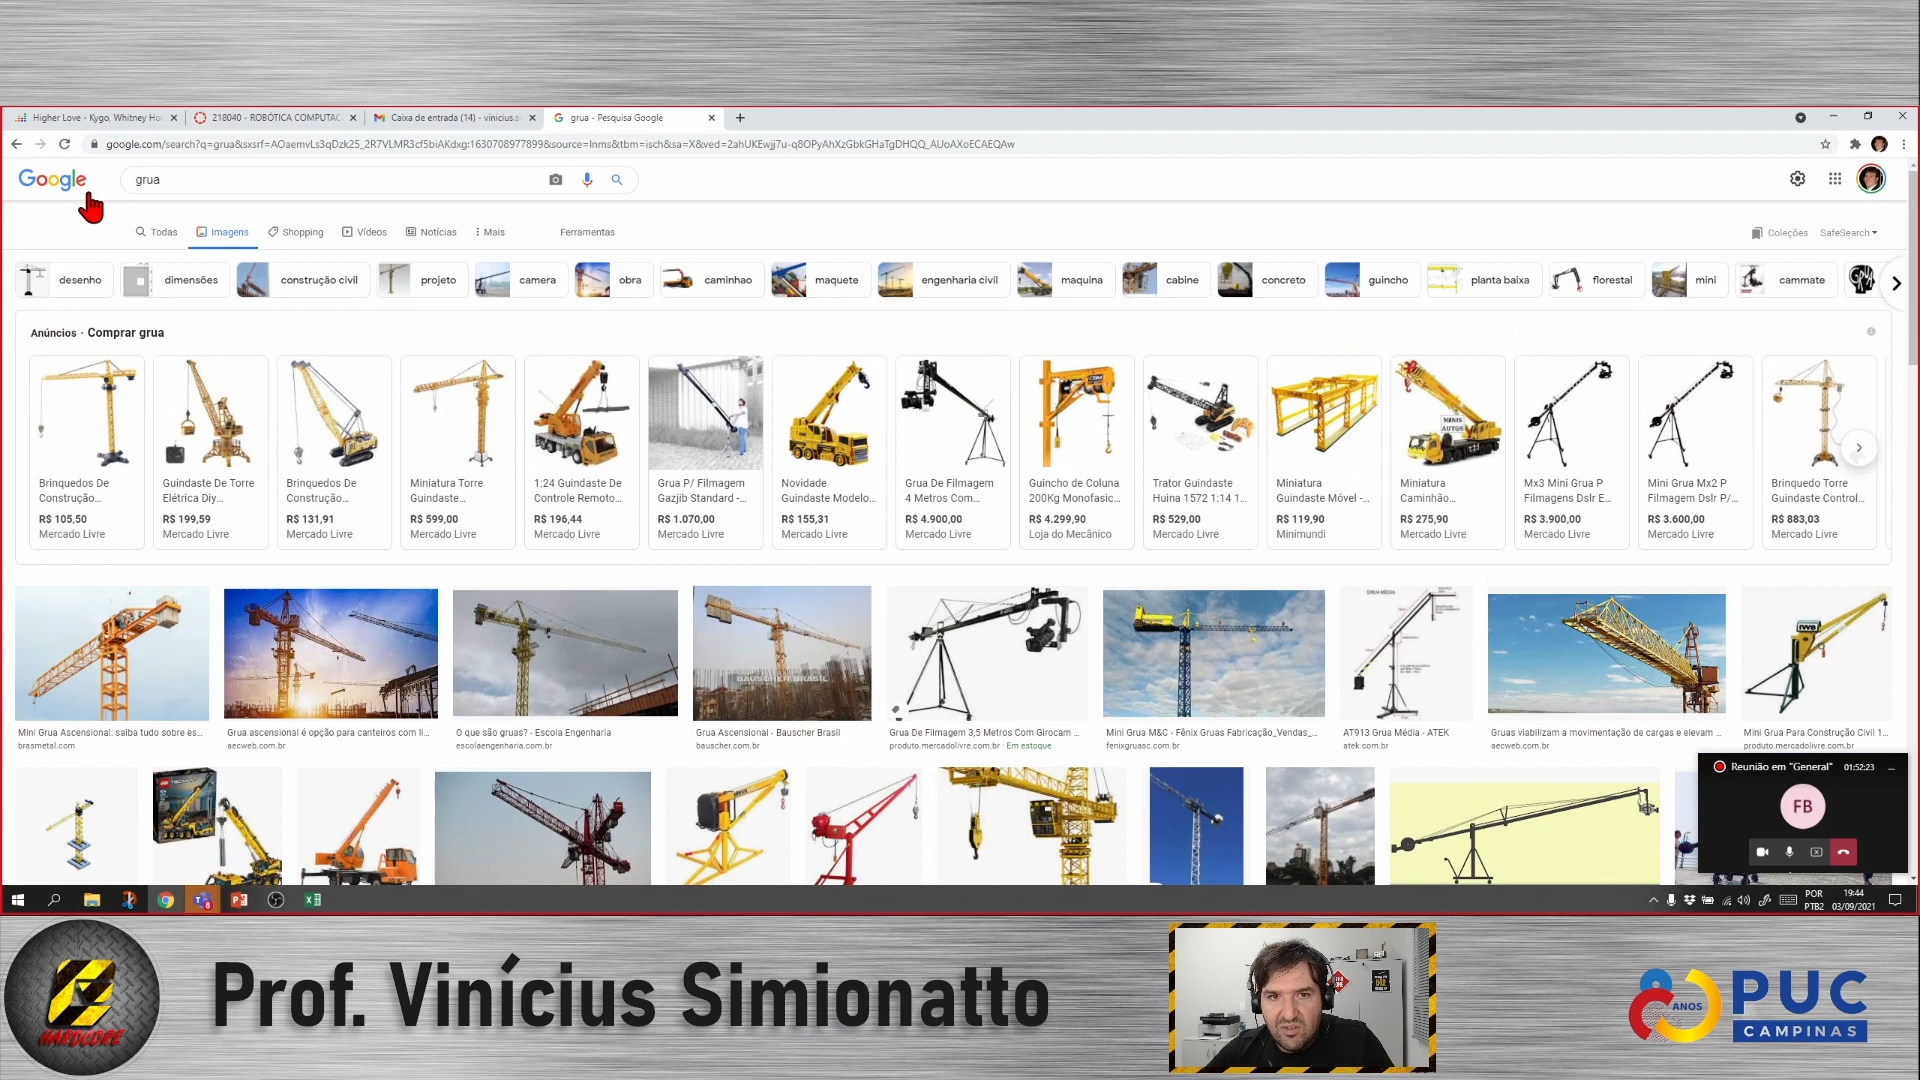 Higher Love - Kygo, Whitney Hou
218040 - ROBÓTICA COMPUTAC
Caixa de entrada (14) - vinicius.s
grua - Pesquisa Google
google.com/search?q=grua&sxsrf=AOaemvLs3qDzk25_2R7VLMR3cf5biAKdxg:1630708977899&source=lnms&tbm=isch&sa=X&ved=2ahUKEwjj7u-q8OPyAhXzGbkGHaTgDHQQ_AUoAXoECAEQAw
Google
grua
Todas
Imagens
Shopping
Vídeos
Notícias
Mais
Ferramentas
Coleções
SafeSearch
desenho
dimensões
construção civil
projeto
camera
obra
caminhao
maquete
engenharia civil
maquina
cabine
concreto
guincho
planta baixa
florestal
mini
cammate
Anúncios · Comprar grua
Brinquedos De
Construção...
R$ 105,50
Mercado Livre
Guindaste De Torre
Elétrica Diy...
R$ 199,59
Mercado Livre
Brinquedos De
Construção...
R$ 131,91
Mercado Livre
Miniatura Torre
Guindaste...
R$ 599,00
Mercado Livre
1:24 Guindaste De
Controle Remoto...
R$ 196,44
Mercado Livre
Grua P/ Filmagem
Gazjib Standard -...
R$ 1.070,00
Mercado Livre
Novidade
Guindaste Modelo...
R$ 155,31
Mercado Livre
Grua De Filmagem
4 Metros Com...
R$ 4.900,00
Mercado Livre
Guincho de Coluna
200Kg Monofasic...
R$ 4.299,90
Loja do Mecânico
Trator Guindaste
Huina 1572 1:14 1...
R$ 529,00
Mercado Livre
Miniatura
Guindaste Móvel -...
R$ 119,90
Minimundi
MINIS
AUTOS
Miniatura
Caminhão...
R$ 275,90
Mercado Livre
Mx3 Mini Grua P
Filmagens Dslr E...
R$ 3.900,00
Mercado Livre
Mini Grua Mx2 P
Filmagem Dslr P/...
R$ 3.600,00
Mercado Livre
Brinquedo Torre
Guindaste Control...
R$ 883,03
Mercado Livre
BAUSCHER BRASIL
GRUA MÉDIA
Mini Grua Ascensional: saiba tudo sobre es...
brasmetal.com
Grua ascensional é opção para canteiros com li...
aecweb.com.br
O que são gruas? - Escola Engenharia
escolaengenharia.com.br
Grua Ascensional - Bauscher Brasil
bauscher.com.br
Grua De Filmagem 3,5 Metros Com Girocam ...
produto.mercadolivre.com.br · Em estoque
Mini Grua M&C - Fênix Gruas Fabricação_Vendas_...
fenixgruasc.com.br
AT913 Grua Média - ATEK
atek.com.br
Gruas viabilizam a movimentação de cargas e elevam ...
aecweb.com.br
Mini Grua Para Construção Civil 1...
produto.mercadolivre.com.br
Reunião em "General"
01:52:23
FB
POR
PTB2
19:44
03/09/2021
HARDCORE
Prof. Vinícius Simionatto
8
ANOS
PUC
CAMPINAS